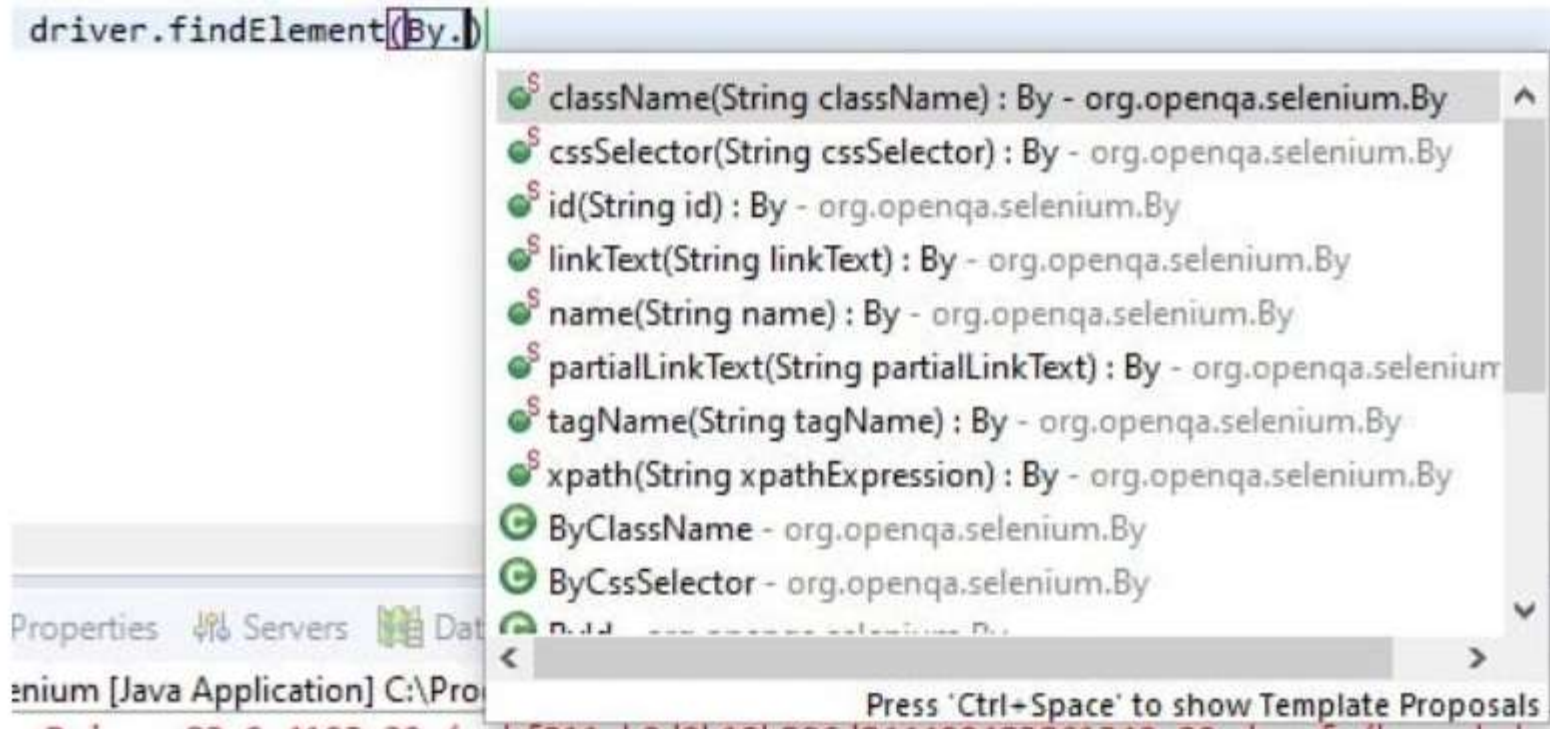 driver.findElement(By.)
className(String className) : By - org.openqa.selenium.By
cssSelector(String cssSelector) : By - org.openqa.selenium.By
id(String id) : By - org.openqa.selenium.By
linkText(String linkText) : By - org.openqa.selenium.By
name(String name) : By - org.openqa.selenium.By
partialLinkText(String partialLinkText) : By - org.openqa.selenium
tagName(String tagName) : By - org.openqa.selenium.By
xpath(String xpathExpression) : By - org.openqa.selenium.By
ByClassName - org.openqa.selenium.By
ByCssSelector - org.openqa.selenium.By
Properties Servers Dat
enium [Java Application] C:\Pro
Press 'Ctrl+Space' to show Template Proposals